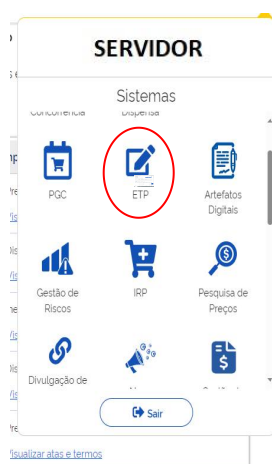 SERVIDOR
Sistemas
Concorrência
Dispensa
PGC
ETP
Artefatos
Digitais
Gestão de
Riscos
IRP
Pesquisa de
Preços
Divulgação de
Sair
Visualizar atas e termos